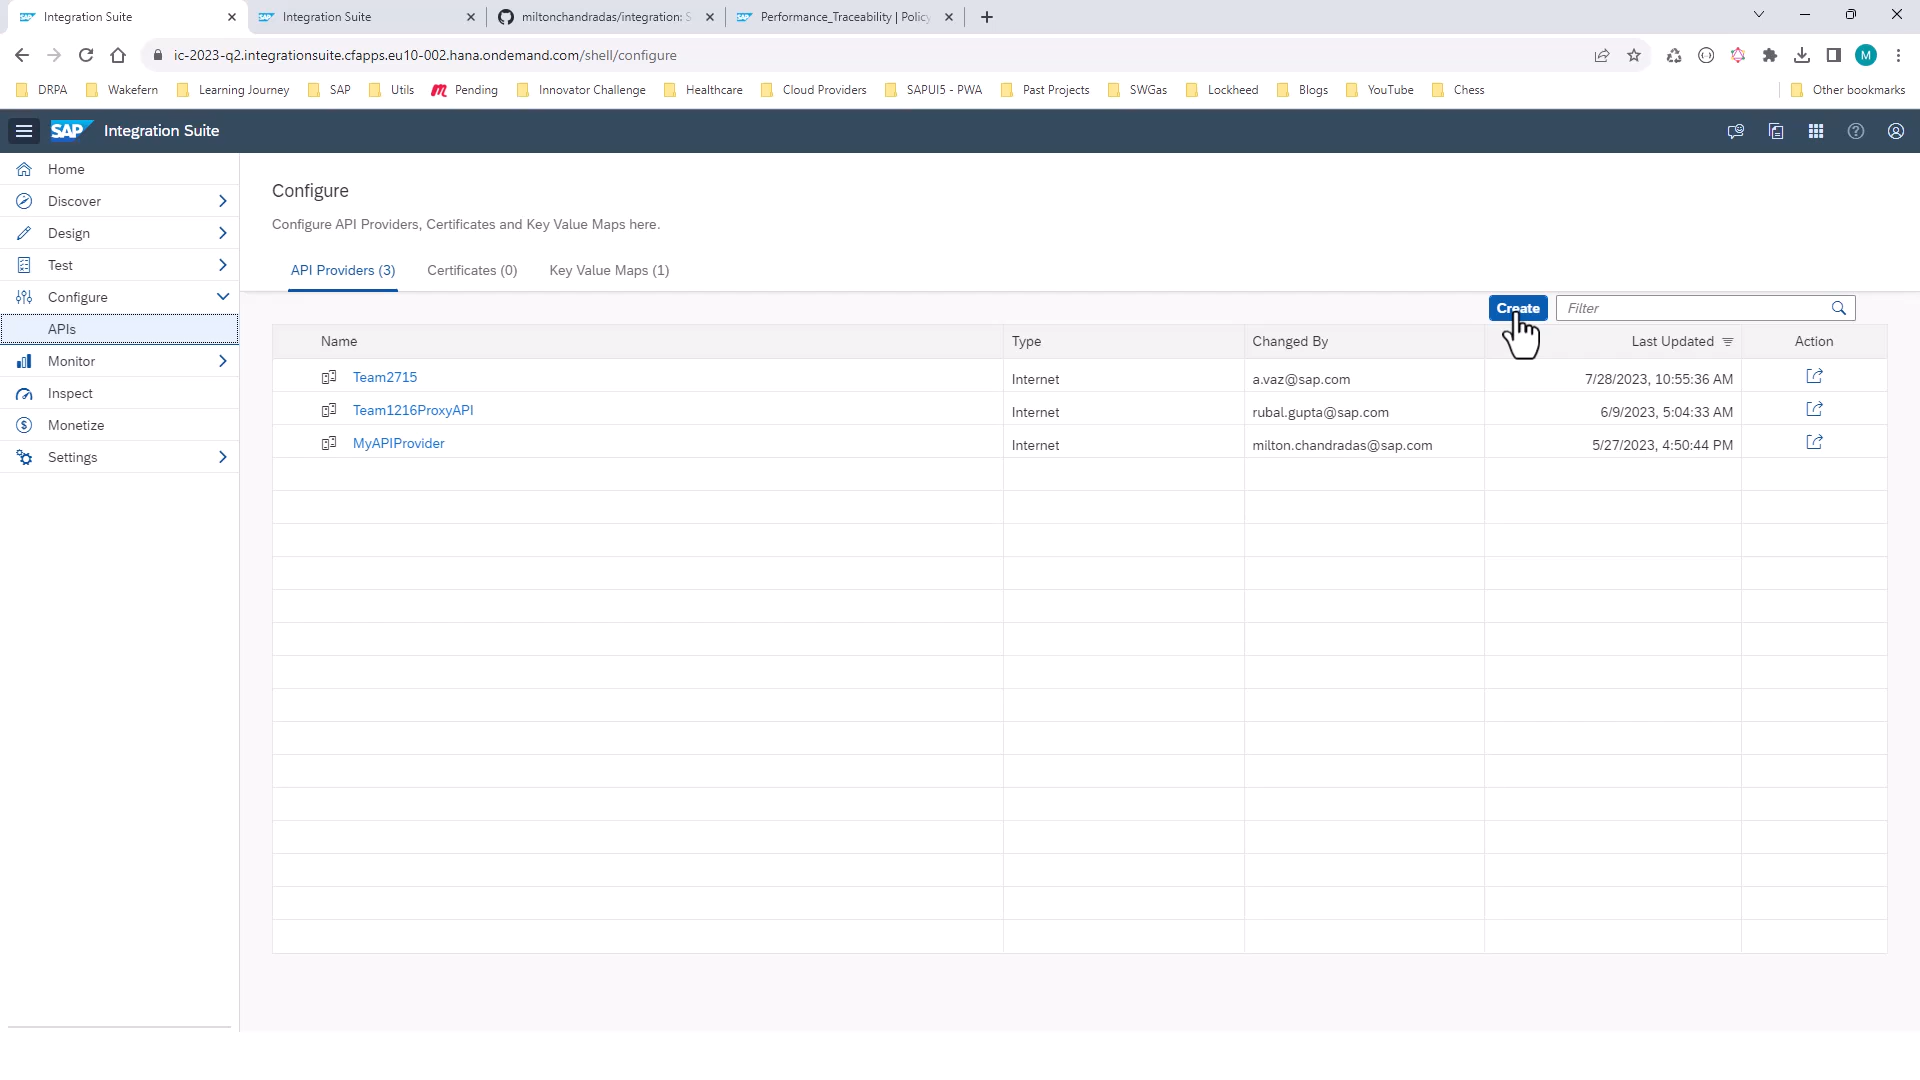 Integration Suite
Integration Suite
miltonchandradas/integration: S
Performance_Traceability | Policy
ic-2023-q2.integrationsuite.cfapps.eu10-002.hana.ondemand.com/shell/configure
M
DRPA
Wakefern
Learning Journey
SAP
Utils
Pending
Innovator Challenge
Healthcare
Cloud Providers
SAPUI5 - PWA
Past Projects
SWGas
Lockheed
Blogs
YouTube
Chess
Other bookmarks
SAP Integration Suite
Home
Discover
Design
Test
Configure
APIs
Monitor
Inspect
Monetize
Settings
Configure
Configure API Providers, Certificates and Key Value Maps here.
API Providers (3) Certificates (0) Key Value Maps (1)
Create Filter
Name Type Changed By Last Updated Action
Team2715 Internet a.vaz@sap.com 7/28/2023, 10:55:36 AM
Team1216ProxyAPI Internet rubal.gupta@sap.com 6/9/2023, 5:04:33 AM
MyAPIProvider Internet milton.chandradas@sap.com 5/27/2023, 4:50:44 PM